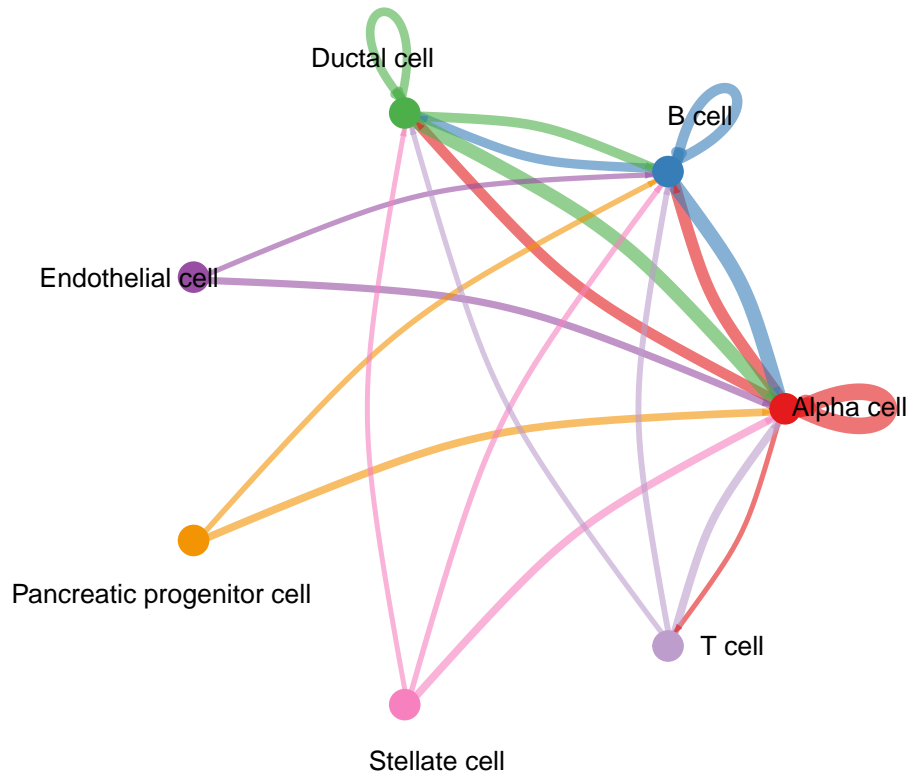 Ductal cell
B cell
Endothelial cell
Alpha cell
Pancreatic progenitor cell
T cell
Stellate cell